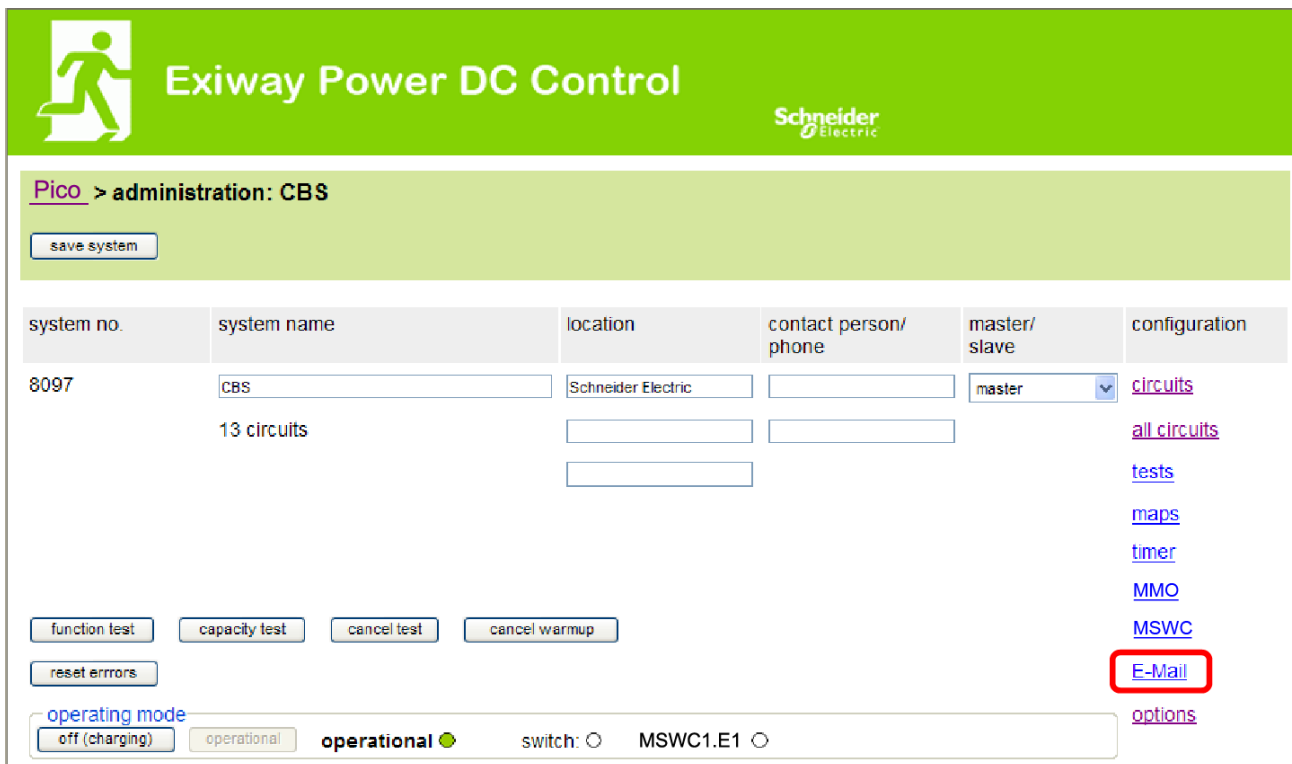 Exiway Power DC Control
Schneider
Electric
Pico > administration: CBS
save system
system no. system name location contact person/ phone master/ slave configuration
8097 CBS Schneider Electric master circuits
13 circuits all circuits
tests
maps
timer
MMO
function test capacity test cancel test cancel warmup MSWC
reset errrors E-Mail
operating mode options
off (charging) operational operational switch: MSWC1.E1